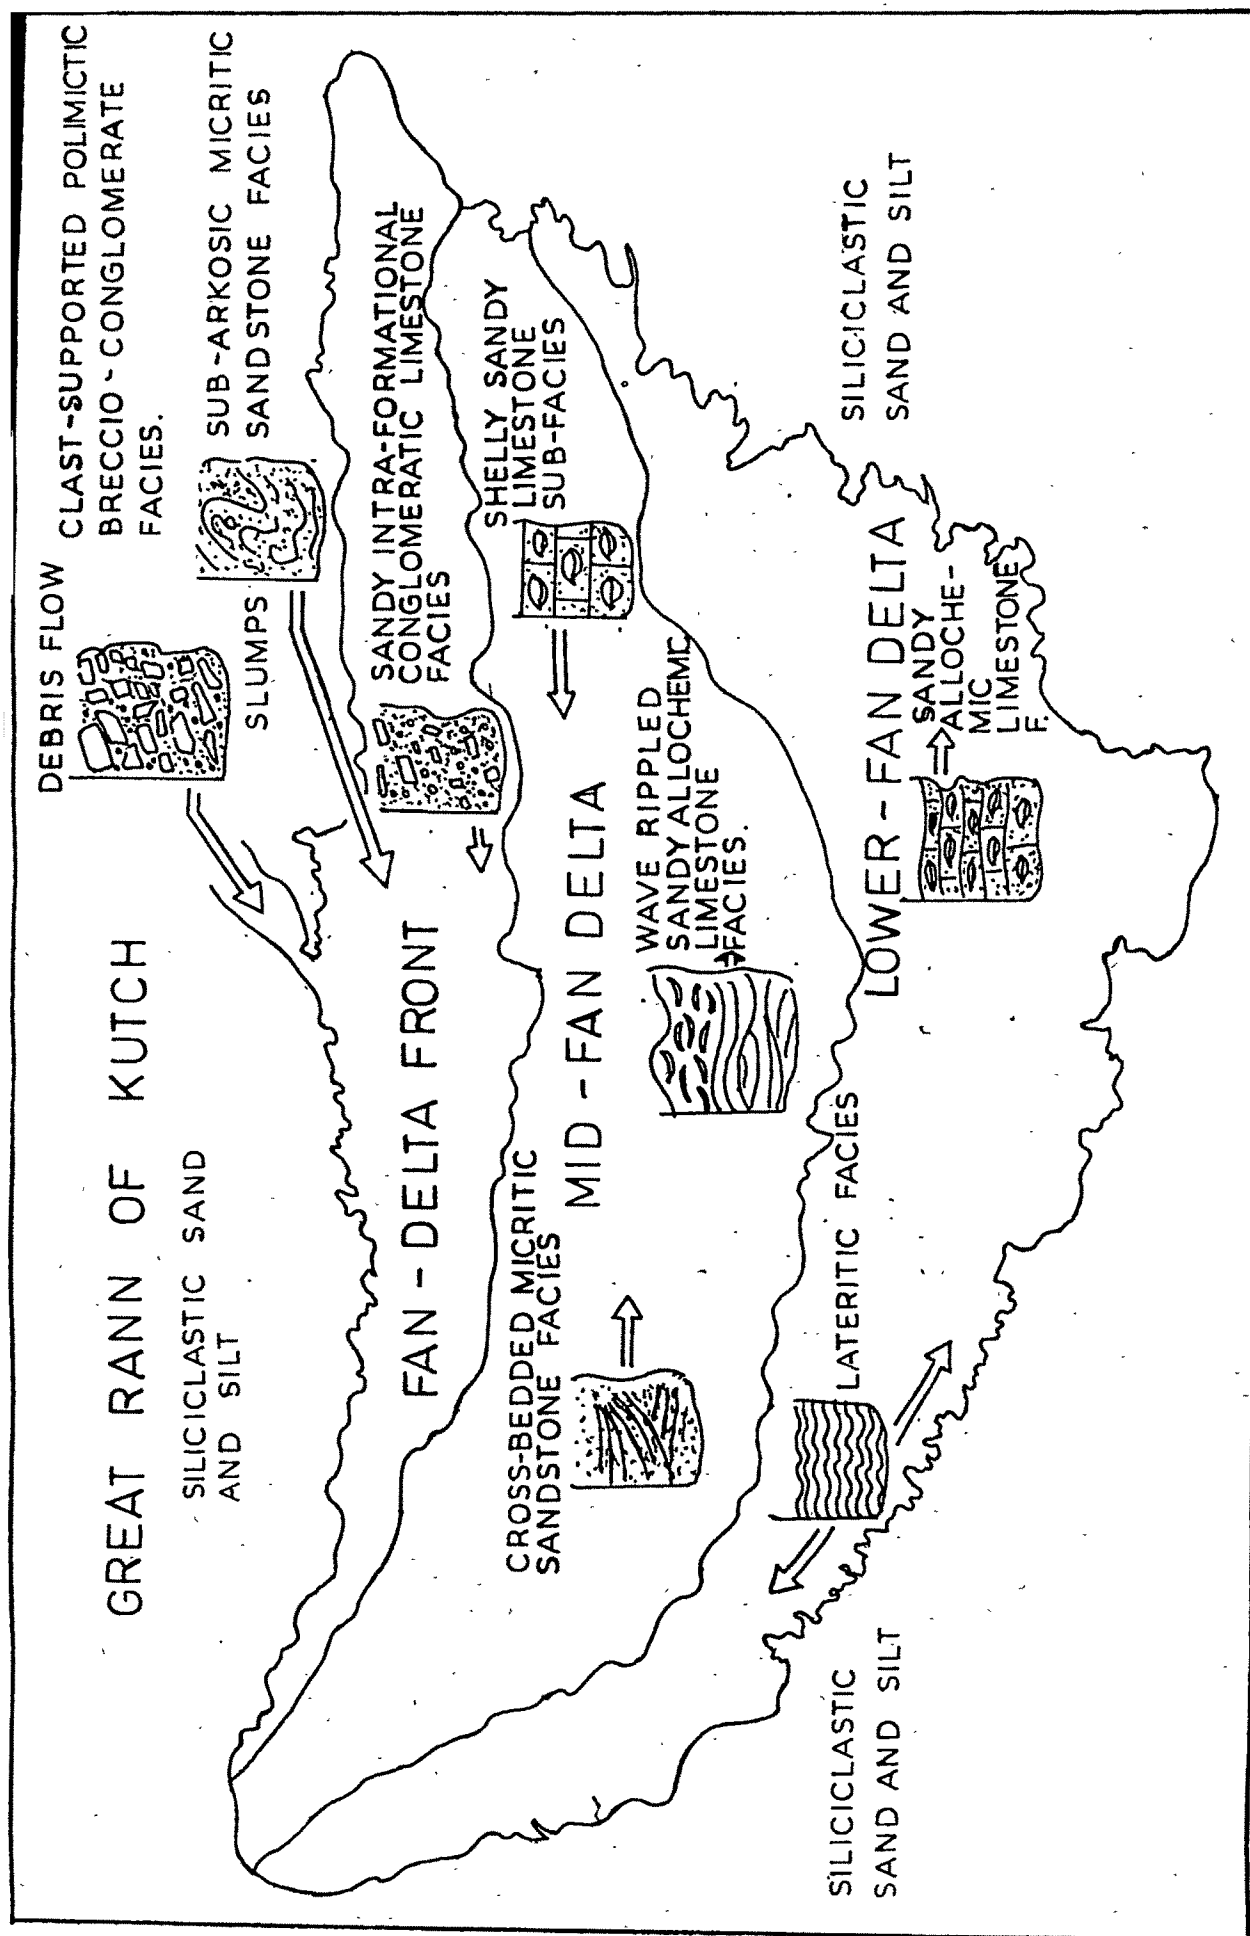 DEBRIS FLOW
CLAST-SUPPORTED POLIMICTIC
BRECCIO-CONGLOMERATE
FACIES.
GREAT RANN OF KUTCH
SILICICLASTIC SAND
AND SILT
SLUMPS
SUB-ARKOSIC MICRITIC
SANDSTONE FACIES
FAN-DELTA FRONT
SANDY INTRA-FORMATIONAL
CONGLOMERATIC LIMESTONE
FACIES
CROSS-BEDDED MICRITIC
SANDSTONE FACIES
MID-FAN DELTA
SHELLY SANDY
LIMESTONE
SUB-FACIES
WAVE RIPPLED
SANDY ALLOCHEMC
LIMESTONE
FACIES.
LATERITIC FACIES
LOWER-FAN DELTA
SANDY
ALLOCHE-
MIC
LIMESTONE
F.
SILICICLASTIC
SAND AND SILT
SILICICLASTIC
SAND AND SILT